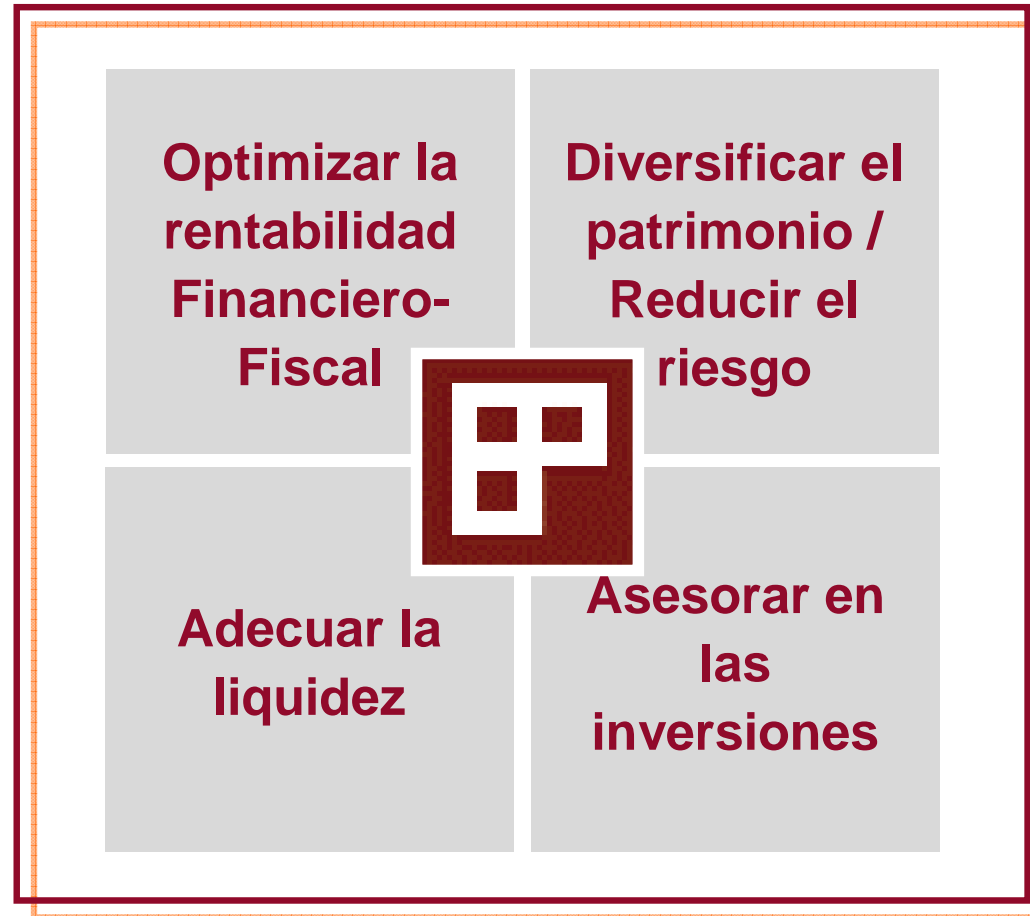 Optimizar la
rentabilidad
Financiero-
Fiscal
Diversificar el
patrimonio /
Reducir el
riesgo
Adecuar la
liquidez
Asesorar en
las
inversiones